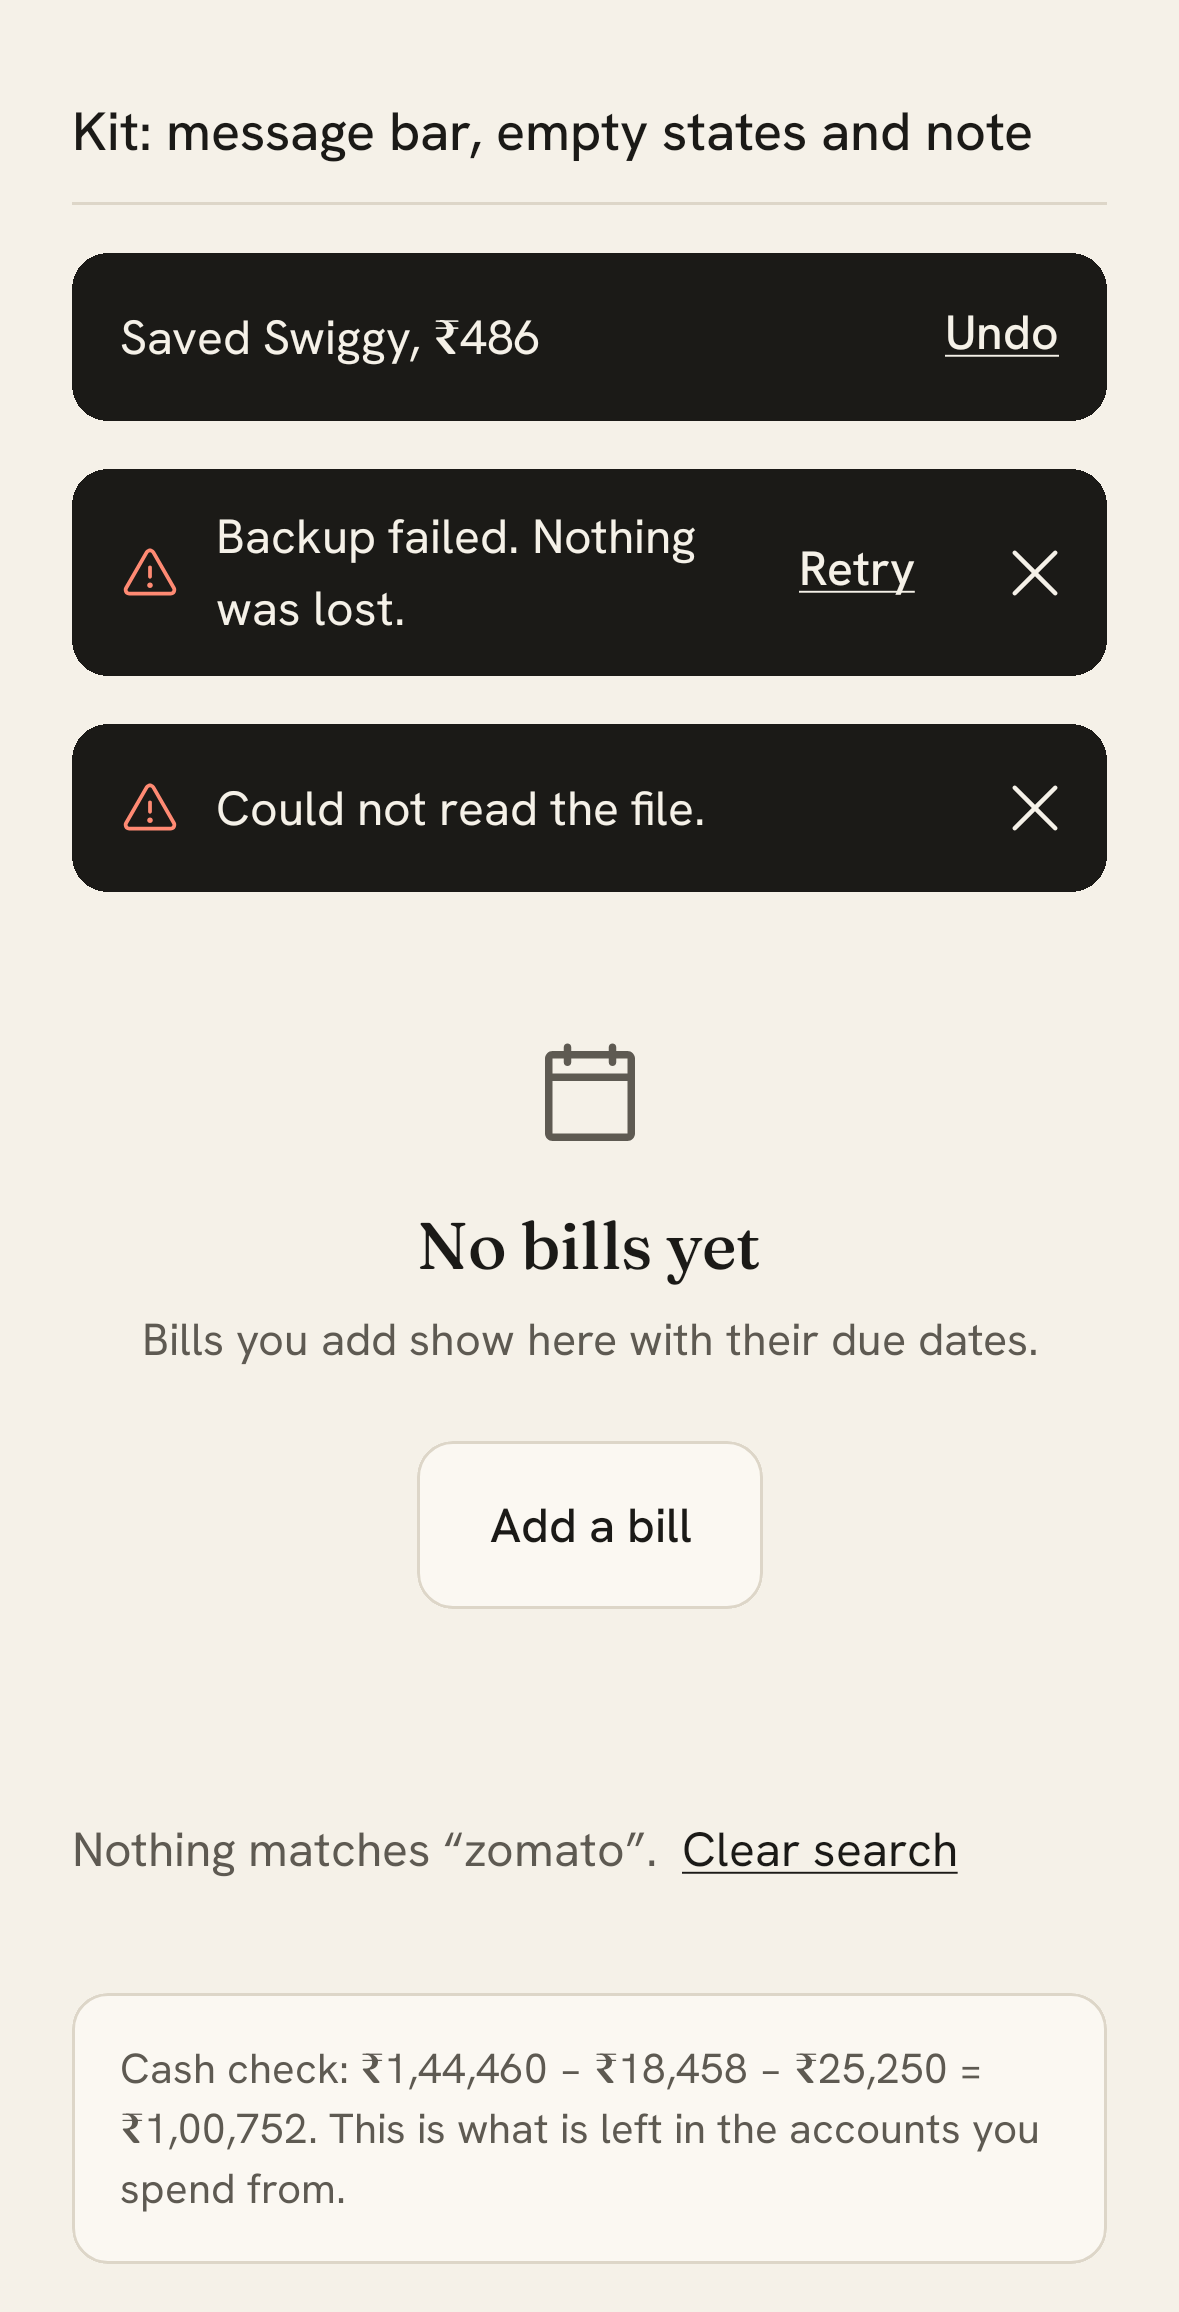 Kit: message bar, empty states and note
Saved Swiggy, ₹486 Undo
Backup failed. Nothing
was lost.
Retry
Could not read the file.
No bills yet
Bills you add show here with their due dates.
Add a bill
Nothing matches “zomato”. Clear search
Cash check: ₹1,44,460 – ₹18,458 – ₹25,250 =
₹1,00,752. This is what is left in the accounts you
spend from.